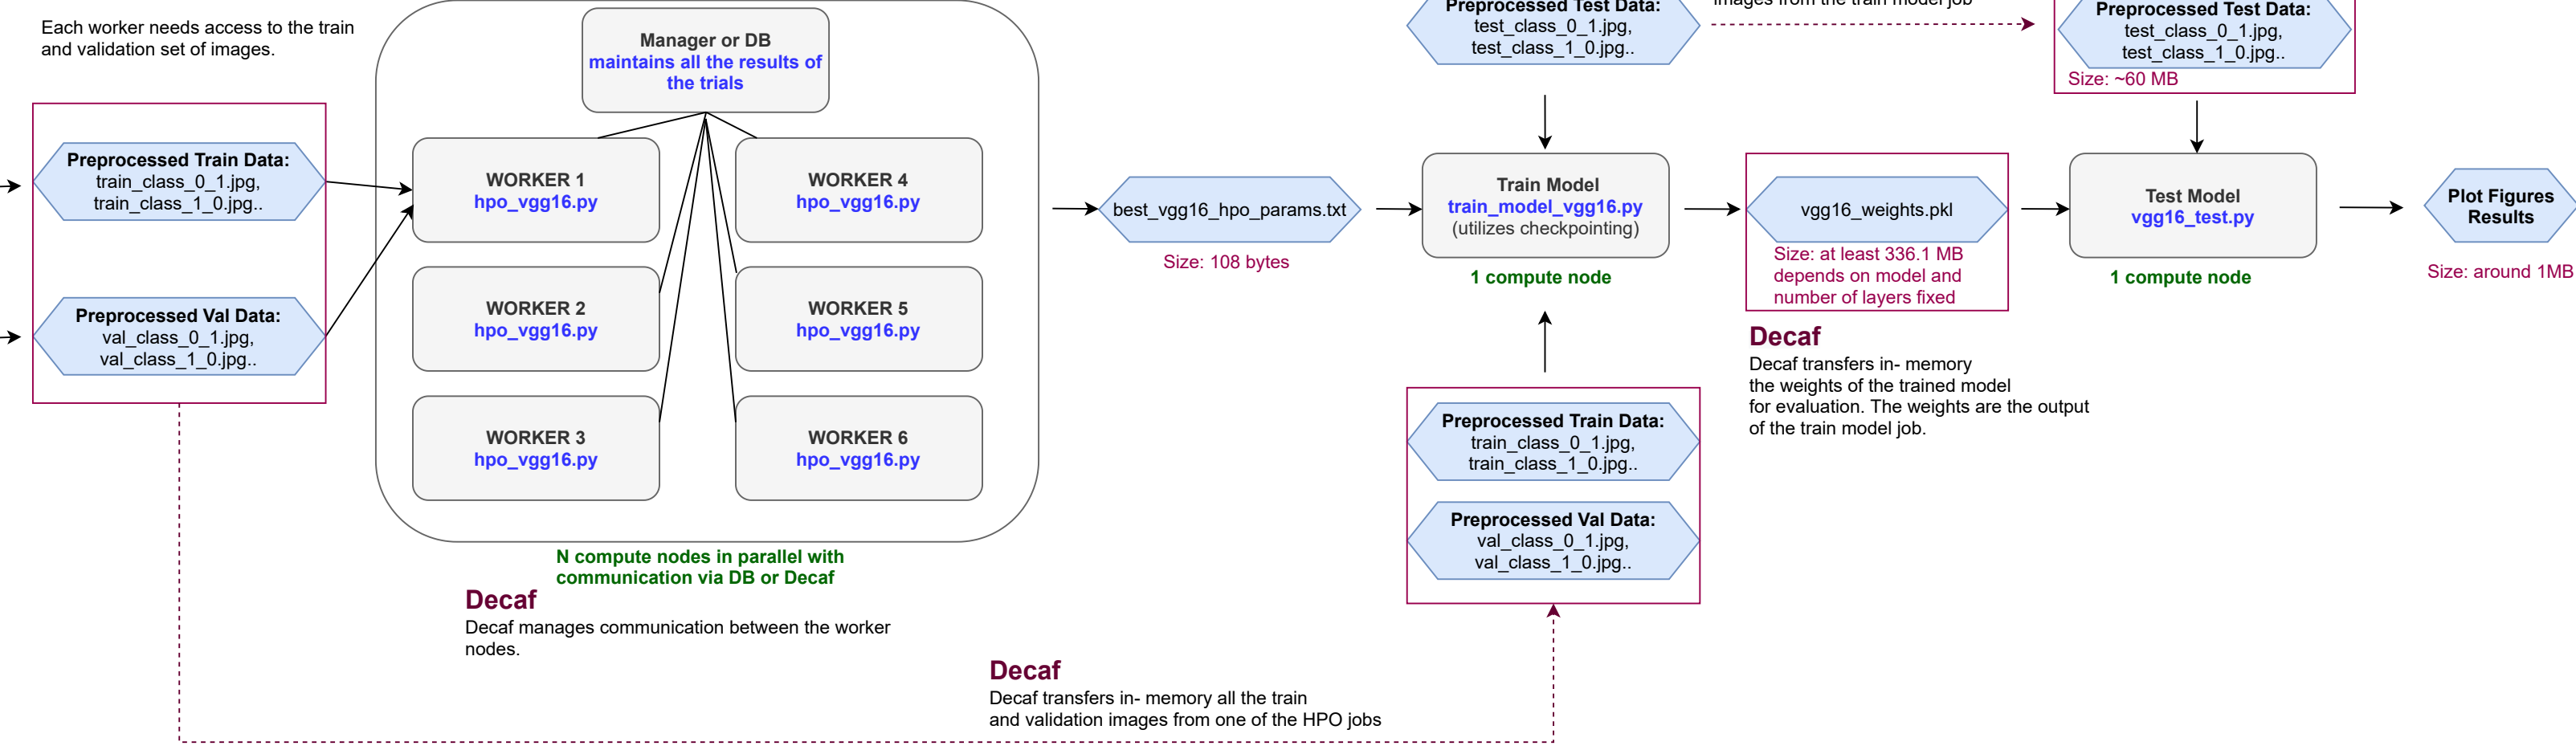 Each worker needs access to the train
and validation set of images.
Preprocessed Train Data:
train_class_0_1.jpg,
train_class_1_0.jpg..
Preprocessed Val Data:
val_class_0_1.jpg,
val_class_1_0.jpg..
Manager or DB
maintains all the results of
the trials
WORKER 1
hpo_vgg16.py
WORKER 4
hpo_vgg16.py
WORKER 2
hpo_vgg16.py
WORKER 5
hpo_vgg16.py
WORKER 3
hpo_vgg16.py
WORKER 6
hpo_vgg16.py
N compute nodes in parallel with
communication via DB or Decaf
Decaf
Decaf manages communication between the worker
nodes.
best_vgg16_hpo_params.txt
Size: 108 bytes
Preprocessed Test Data:
test_class_0_1.jpg,
test_class_1_0.jpg..
images from the train model job
Train Model
train_model_vgg16.py
(utilizes checkpointing)
1 compute node
Preprocessed Train Data:
train_class_0_1.jpg,
train_class_1_0.jpg..
Preprocessed Val Data:
val_class_0_1.jpg,
val_class_1_0.jpg..
Decaf
Decaf transfers in- memory all the train
and validation images from one of the HPO jobs
vgg16_weights.pkl
Size: at least 336.1 MB
depends on model and
number of layers fixed
Decaf
Decaf transfers in- memory
the weights of the trained model
for evaluation. The weights are the output
of the train model job.
Preprocessed Test Data:
test_class_0_1.jpg,
test_class_1_0.jpg..
Size: ~60 MB
Test Model
vgg16_test.py
1 compute node
Plot Figures
Results
Size: around 1MB